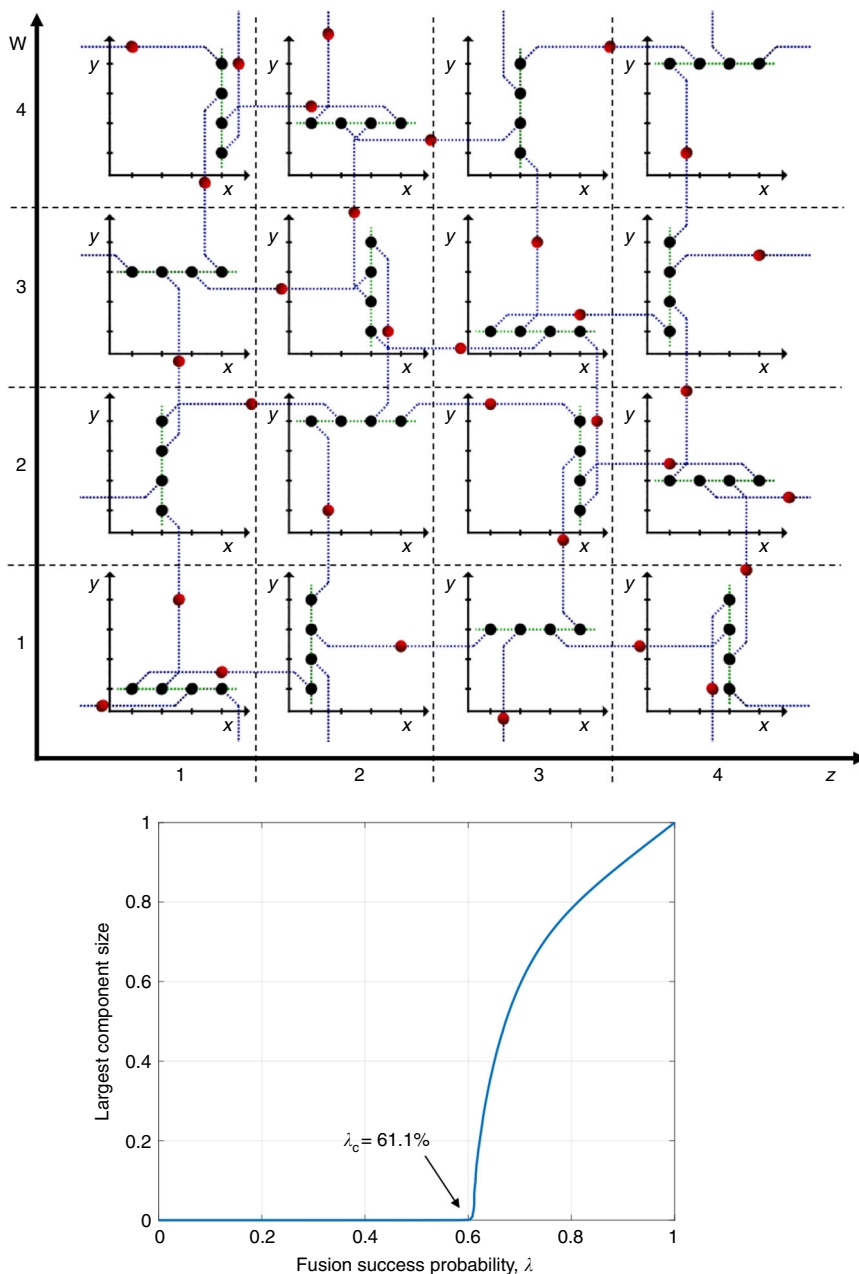 W
y y y y
4
x x x x
y y y y
3
x x x x
y y y y
2
x x x x
y y y y
1
x x x x
1 2 3 4 z
1
0.8
0.6
0.4
0.2
0
Largest component size
λc = 61.1%
0 0.2 0.4 0.6 0.8 1
Fusion success probability, λ